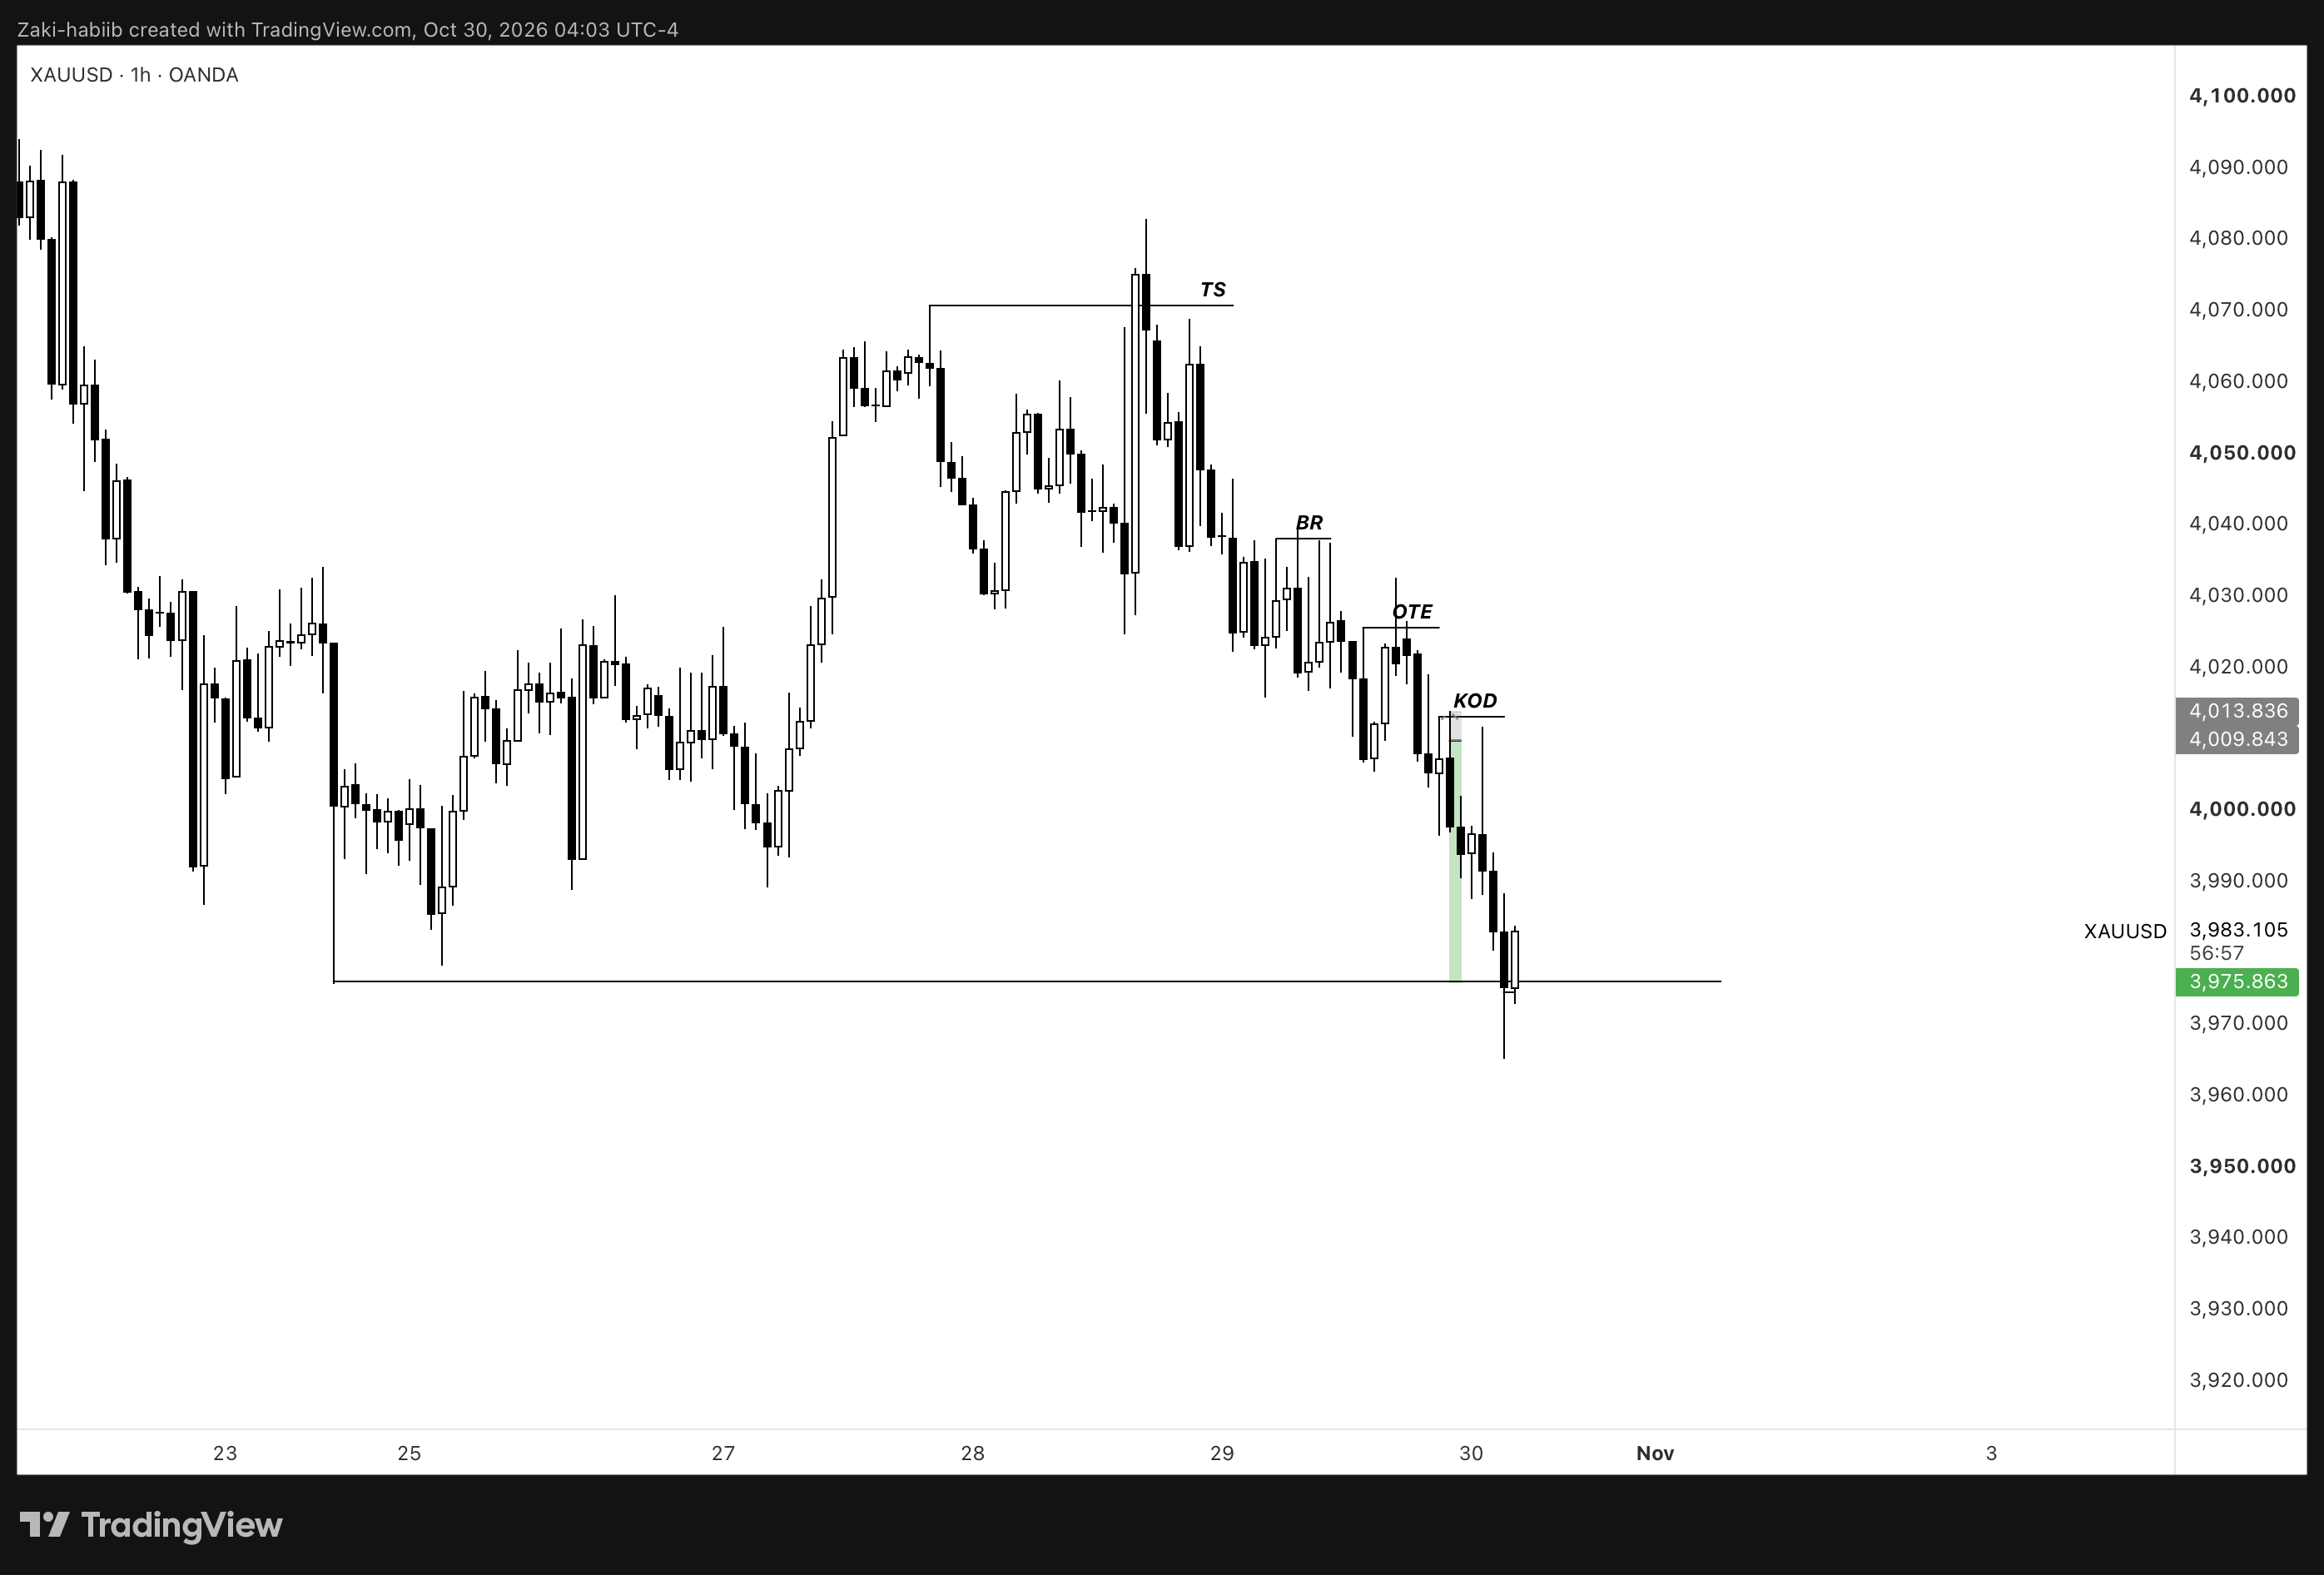 Zaki-habiib created with TradingView.com, Oct 30, 2026 04:03 UTC-4
XAUUSD · 1h · OANDA
4,100.000
4,090.000
4,080.000
TS
4,070.000
4,060.000
4,050.000
BR
4,040.000
4,030.000
OTE
4,020.000
KOD
4,013.836
4,009.843
4,000.000
3,990.000
XAUUSD 3,983.105
56:57
3,975.863
3,970.000
3,960.000
3,950.000
3,940.000
3,930.000
3,920.000
23 25 27 28 29 30 Nov 3
TradingView